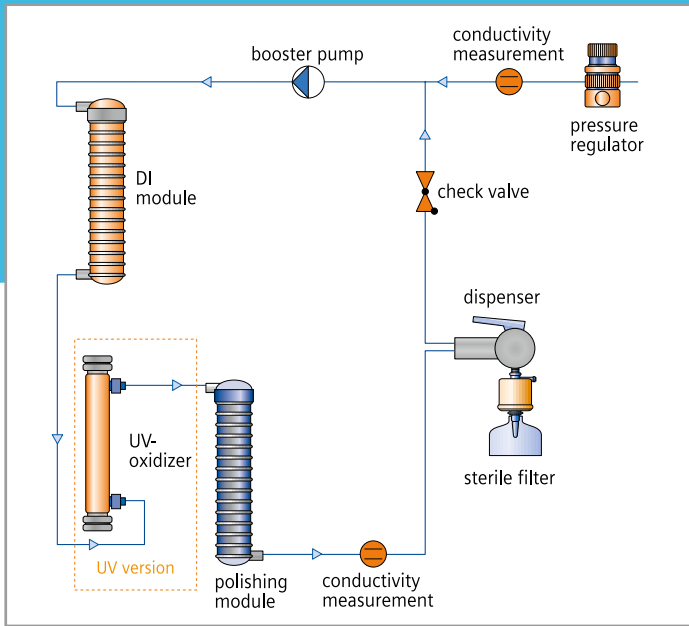 conductivity
measurement
booster pump
pressure
regulator
DI
module
check valve
dispenser
UV-
oxidizer
sterile filter
UV version
polishing
module
conductivity
measurement